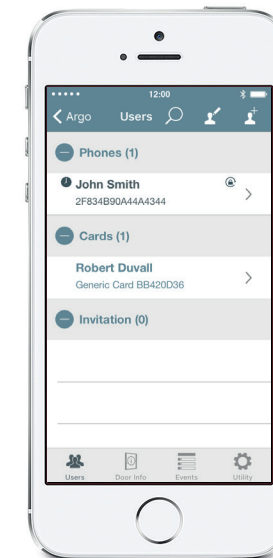 12:00
Argo Users
Phones (1)
John Smith
2F834B90A44A4344
Cards (1)
Robert Duvall
Generic Card BB420D36
Invitation (0)
Users Door Info Events Utility